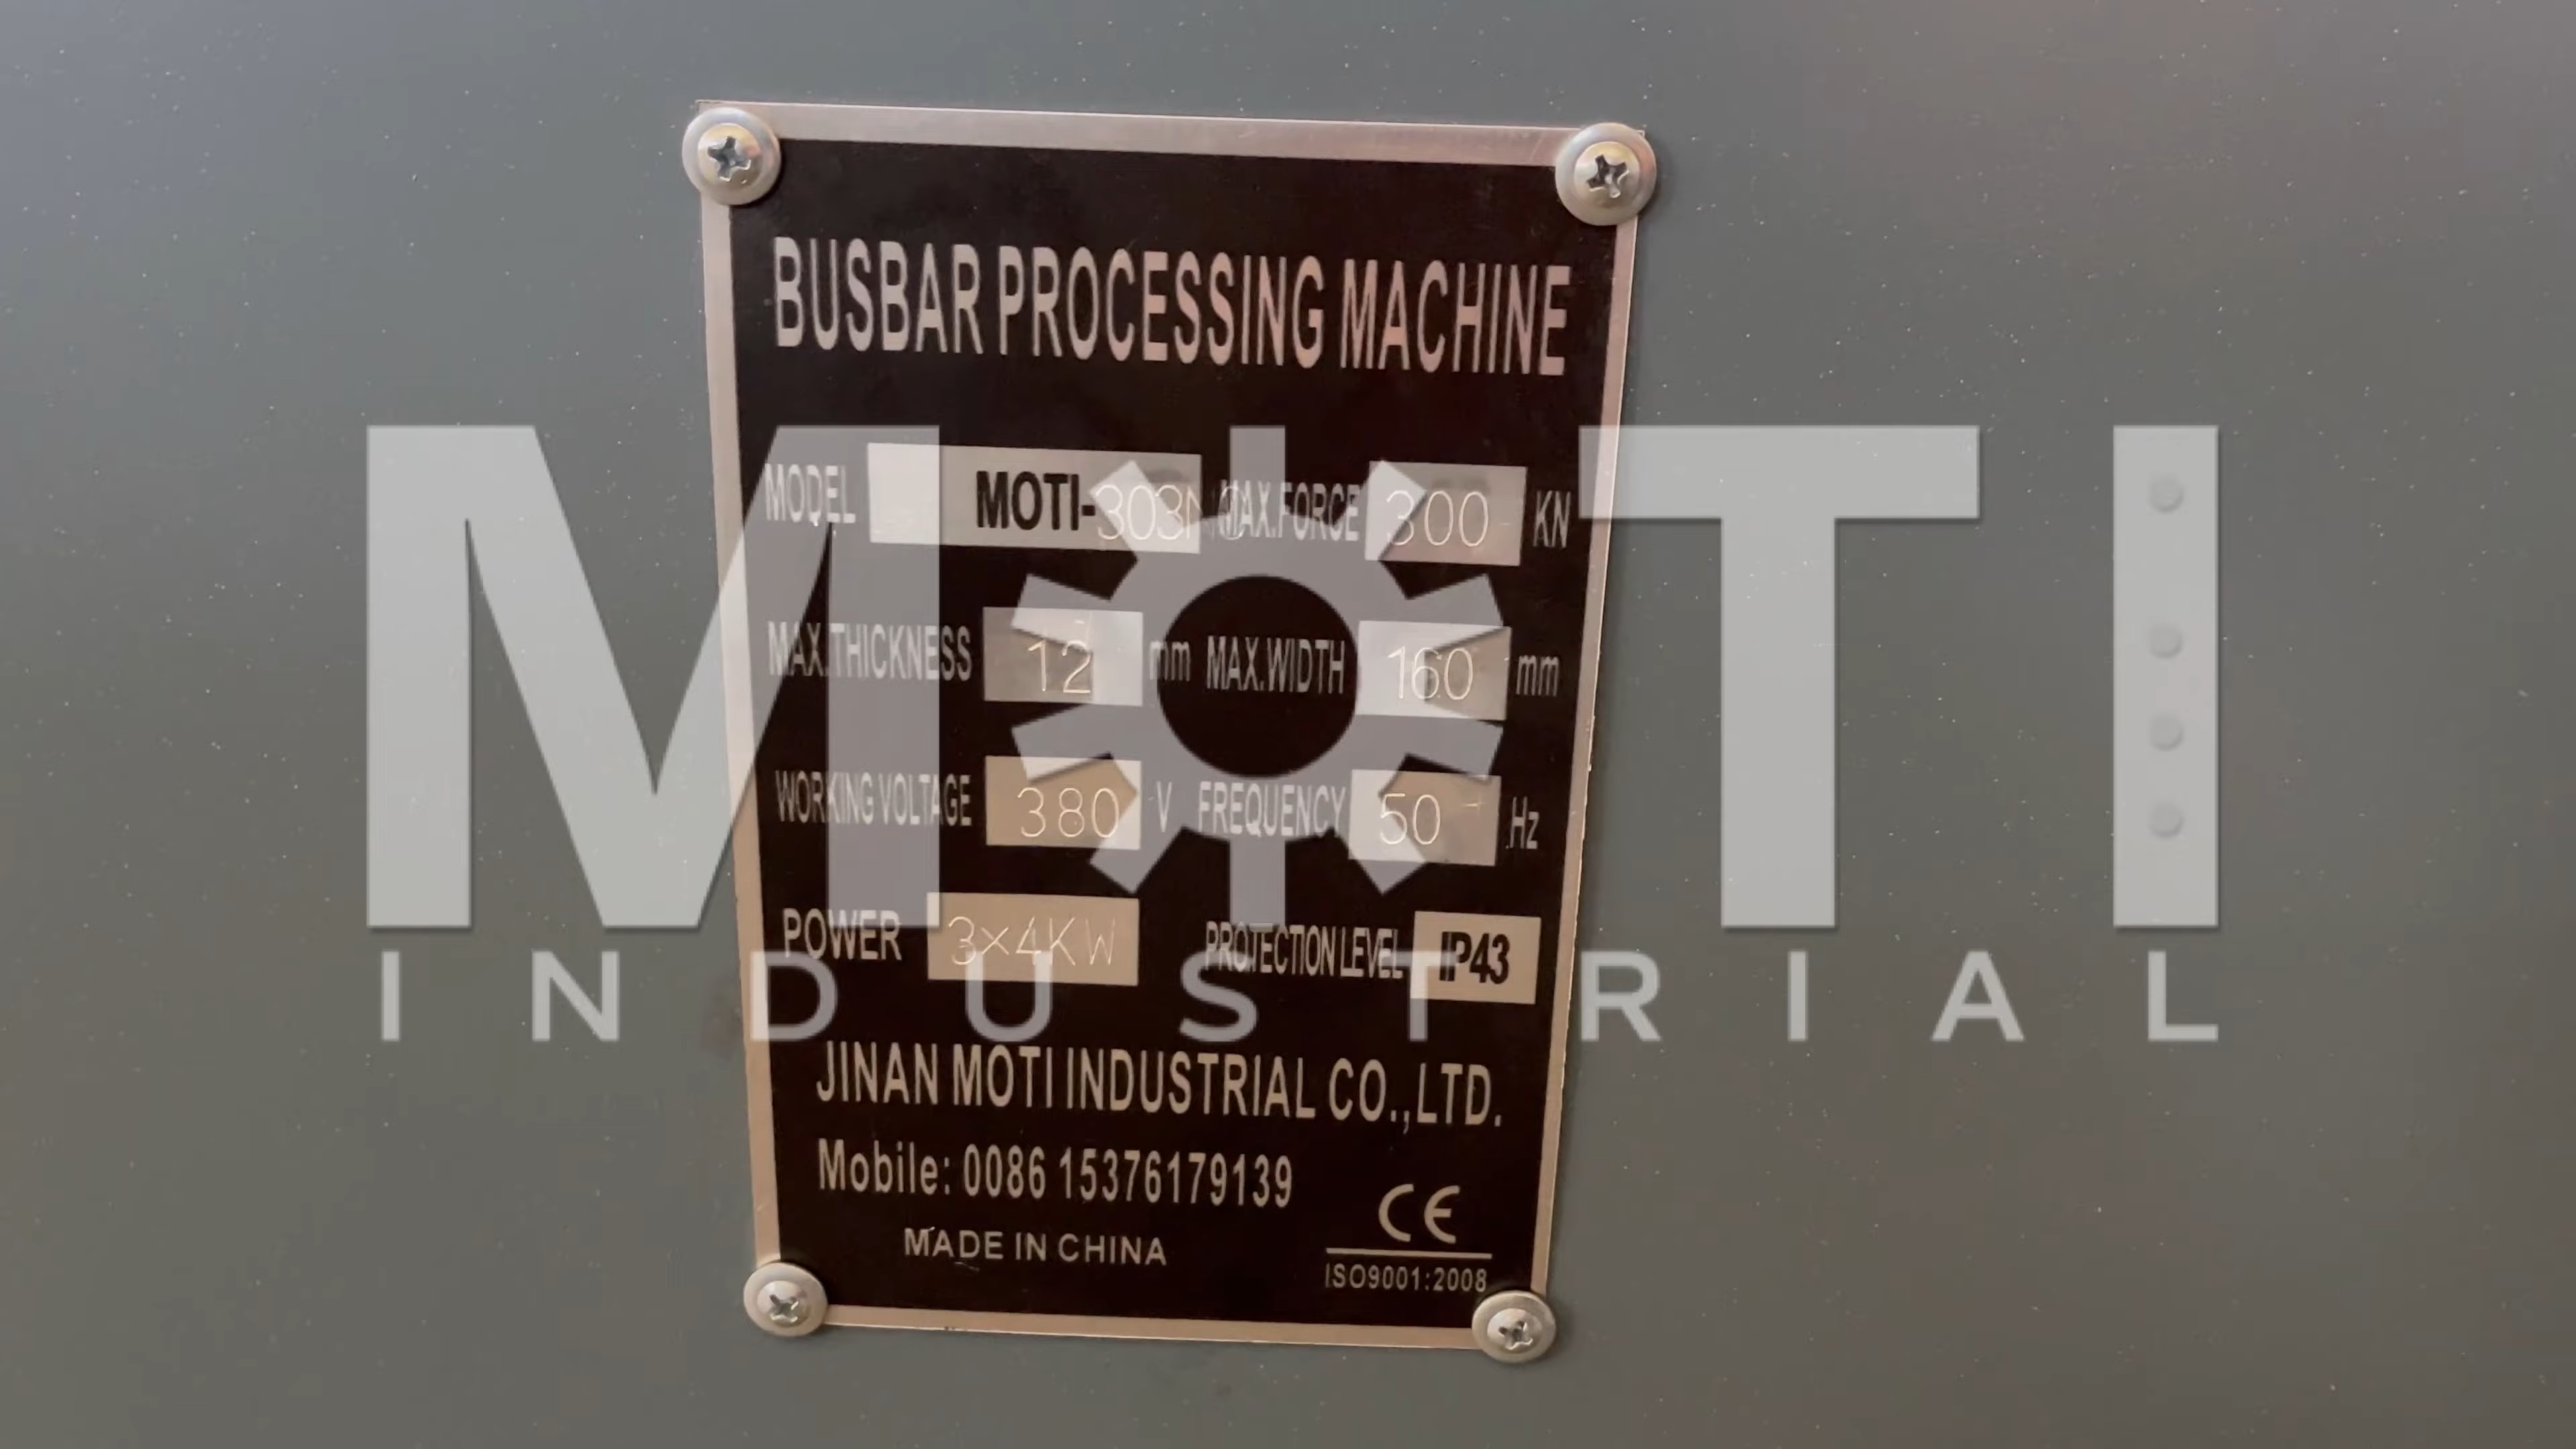 BUSBAR PROCESSING MACHINE
MODEL MOTI-303NC MAX.FORCE 300 KN
MAX.THICKNESS 12 mm MAX.WIDTH 160 mm
WORKING VOLTAGE 380 V FREQUENCY 50 Hz
POWER 3×4KW PROTECTION LEVEL IP43
JINAN MOTI INDUSTRIAL CO.,LTD.
Mobile: 0086 15376179139
MADE IN CHINA
CE
ISO9001:2008
MOTI
INDUSTRIAL